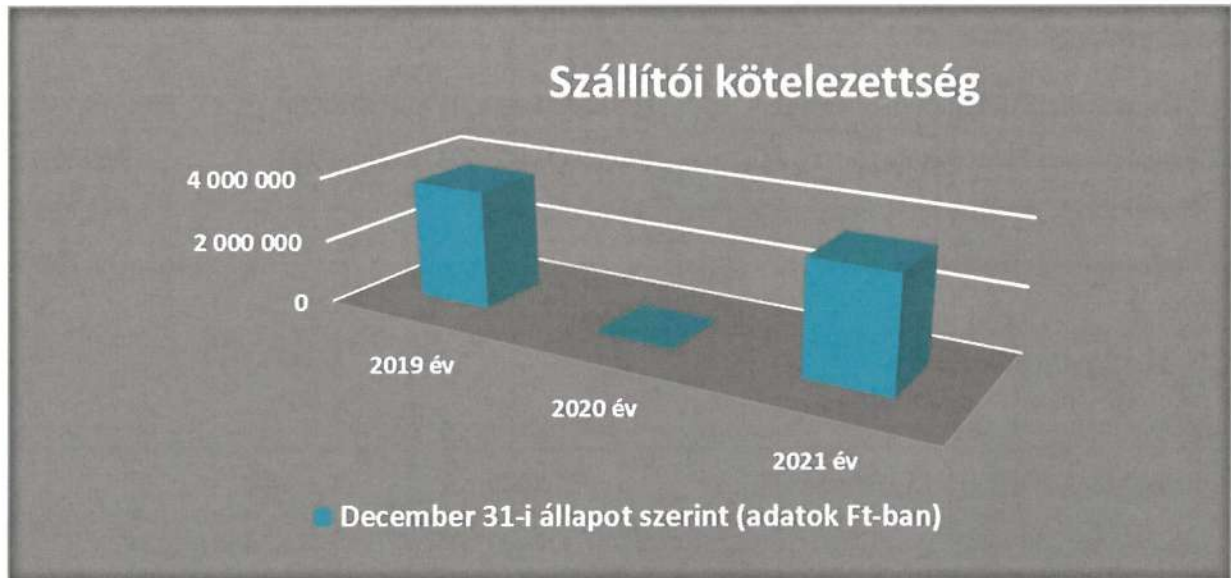 Szállítói kötelezettség
4 000 000
2 000 000
0
2019 év
2020 év
2021 év
December 31-i állapot szerint (adatok Ft-ban)